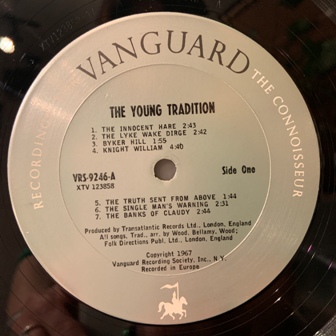 VANGUARD
RECORDINGS
THE CONNOISSEUR
THE YOUNG TRADITION
1. THE INNOCENT HARE 2:43
2. THE LYKE WAKE DIRGE 2:42
3. BYKER HILL 1:55
4. KNIGHT WILLIAM 4:40
VRS-9246-A
Side One
XTV 123858
5. THE TRUTH SENT FROM ABOVE 1:44
6. THE SINGLE MAN'S WARNING 2:31
7. THE BANKS OF CLAUDY 2:44
Produced by Transatlantic Records Ltd., London, England
All songs, Trad., arr by Wood, Bellamy, Wood;
Folk Directions Publ. Ltd., London, England
Copyright 1967
Vanguard Recording Society, Inc., N.Y.
Recorded in Europe